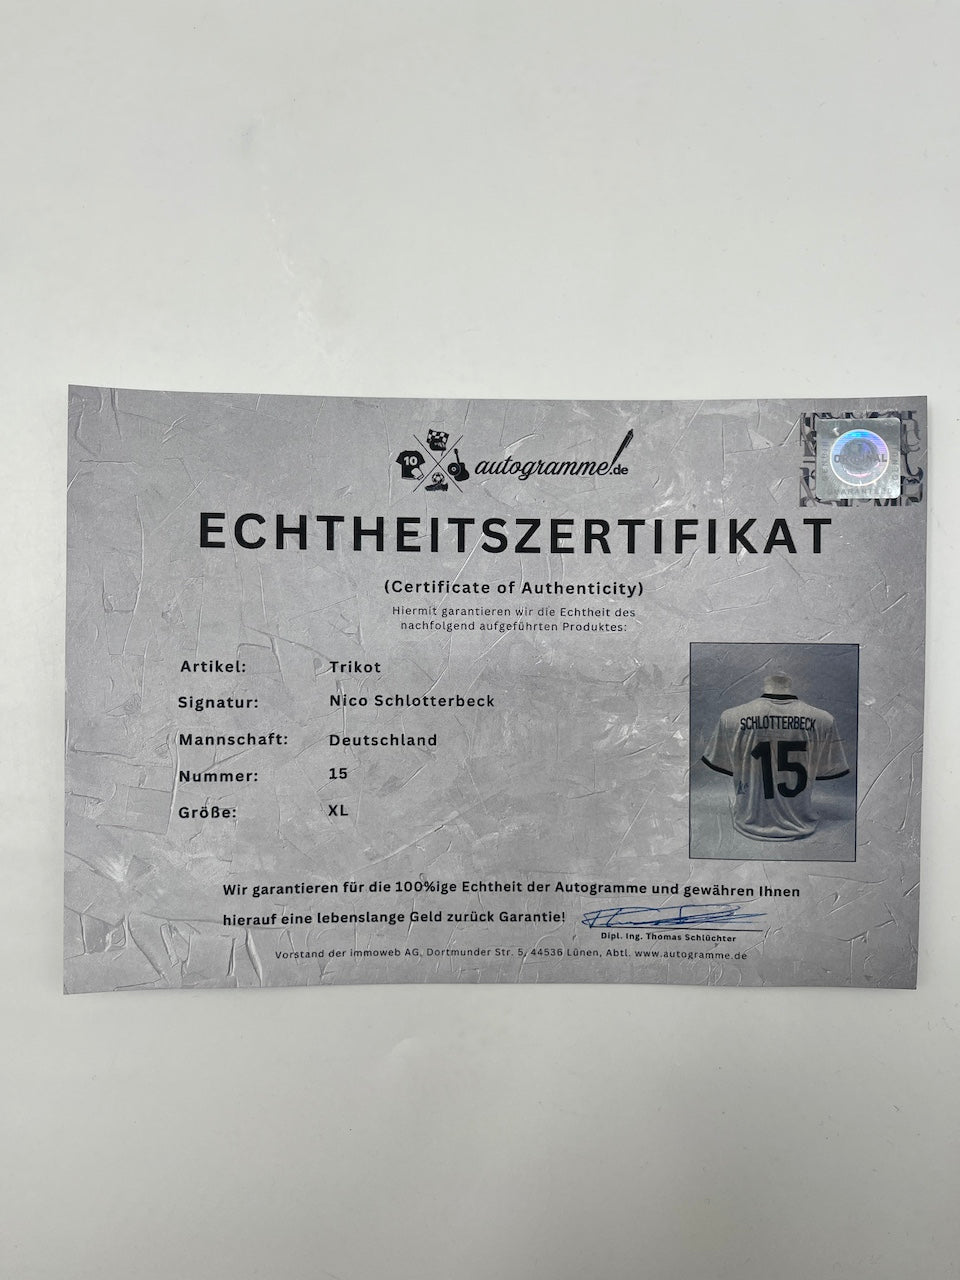 10
autogramme.de
ORIGINAL
ECHTHEITSZERTIFIKAT
(Certificate of Authenticity)
Hiermit garantieren wir die Echtheit des
nachfolgend aufgeführten Produktes:
Artikel: Trikot
Signatur: Nico Schlotterbeck
Mannschaft: Deutschland
Nummer: 15
Größe: XL
SCHLOTTERBECK
15
Wir garantieren für die 100%ige Echtheit der Autogramme und gewähren Ihnen
hierauf eine lebenslange Geld zurück Garantie!
Dipl. Ing. Thomas Schlüchter
Vorstand der immoweb AG, Dortmunder Str. 5, 44536 Lünen, Abtl. www.autogramme.de